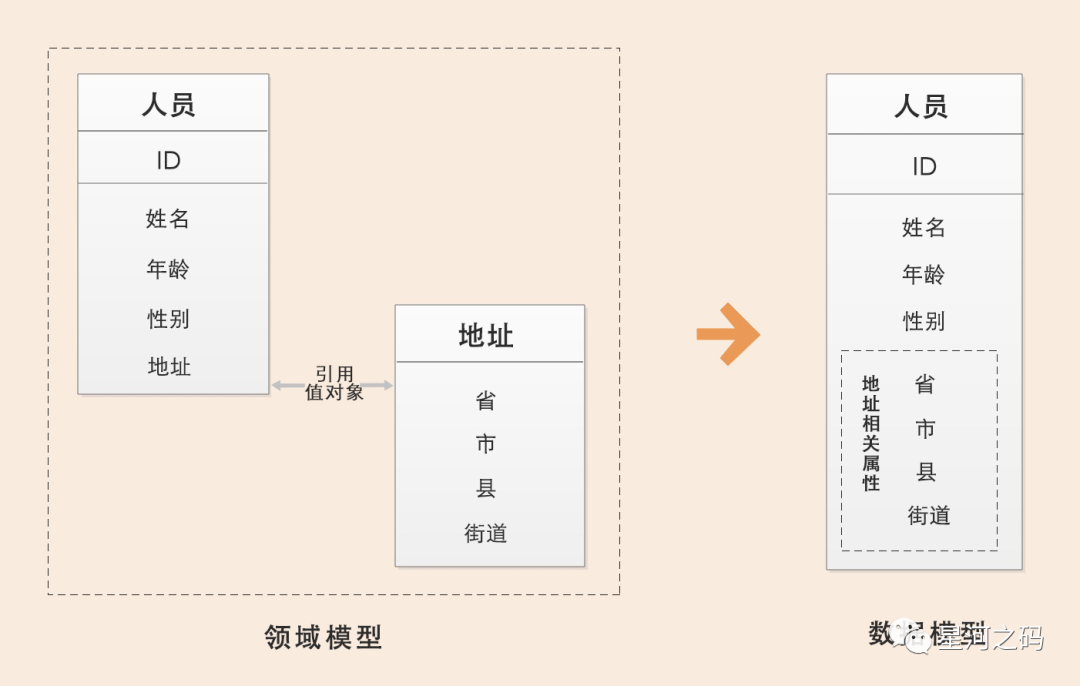 人员
ID
姓名
年龄
性别
地址
引用
值对象
地址
省
市
县
街道
领域模型
人员
ID
姓名
年龄
性别
地址相关属性
省
市
县
街道
数据模型
星河之码